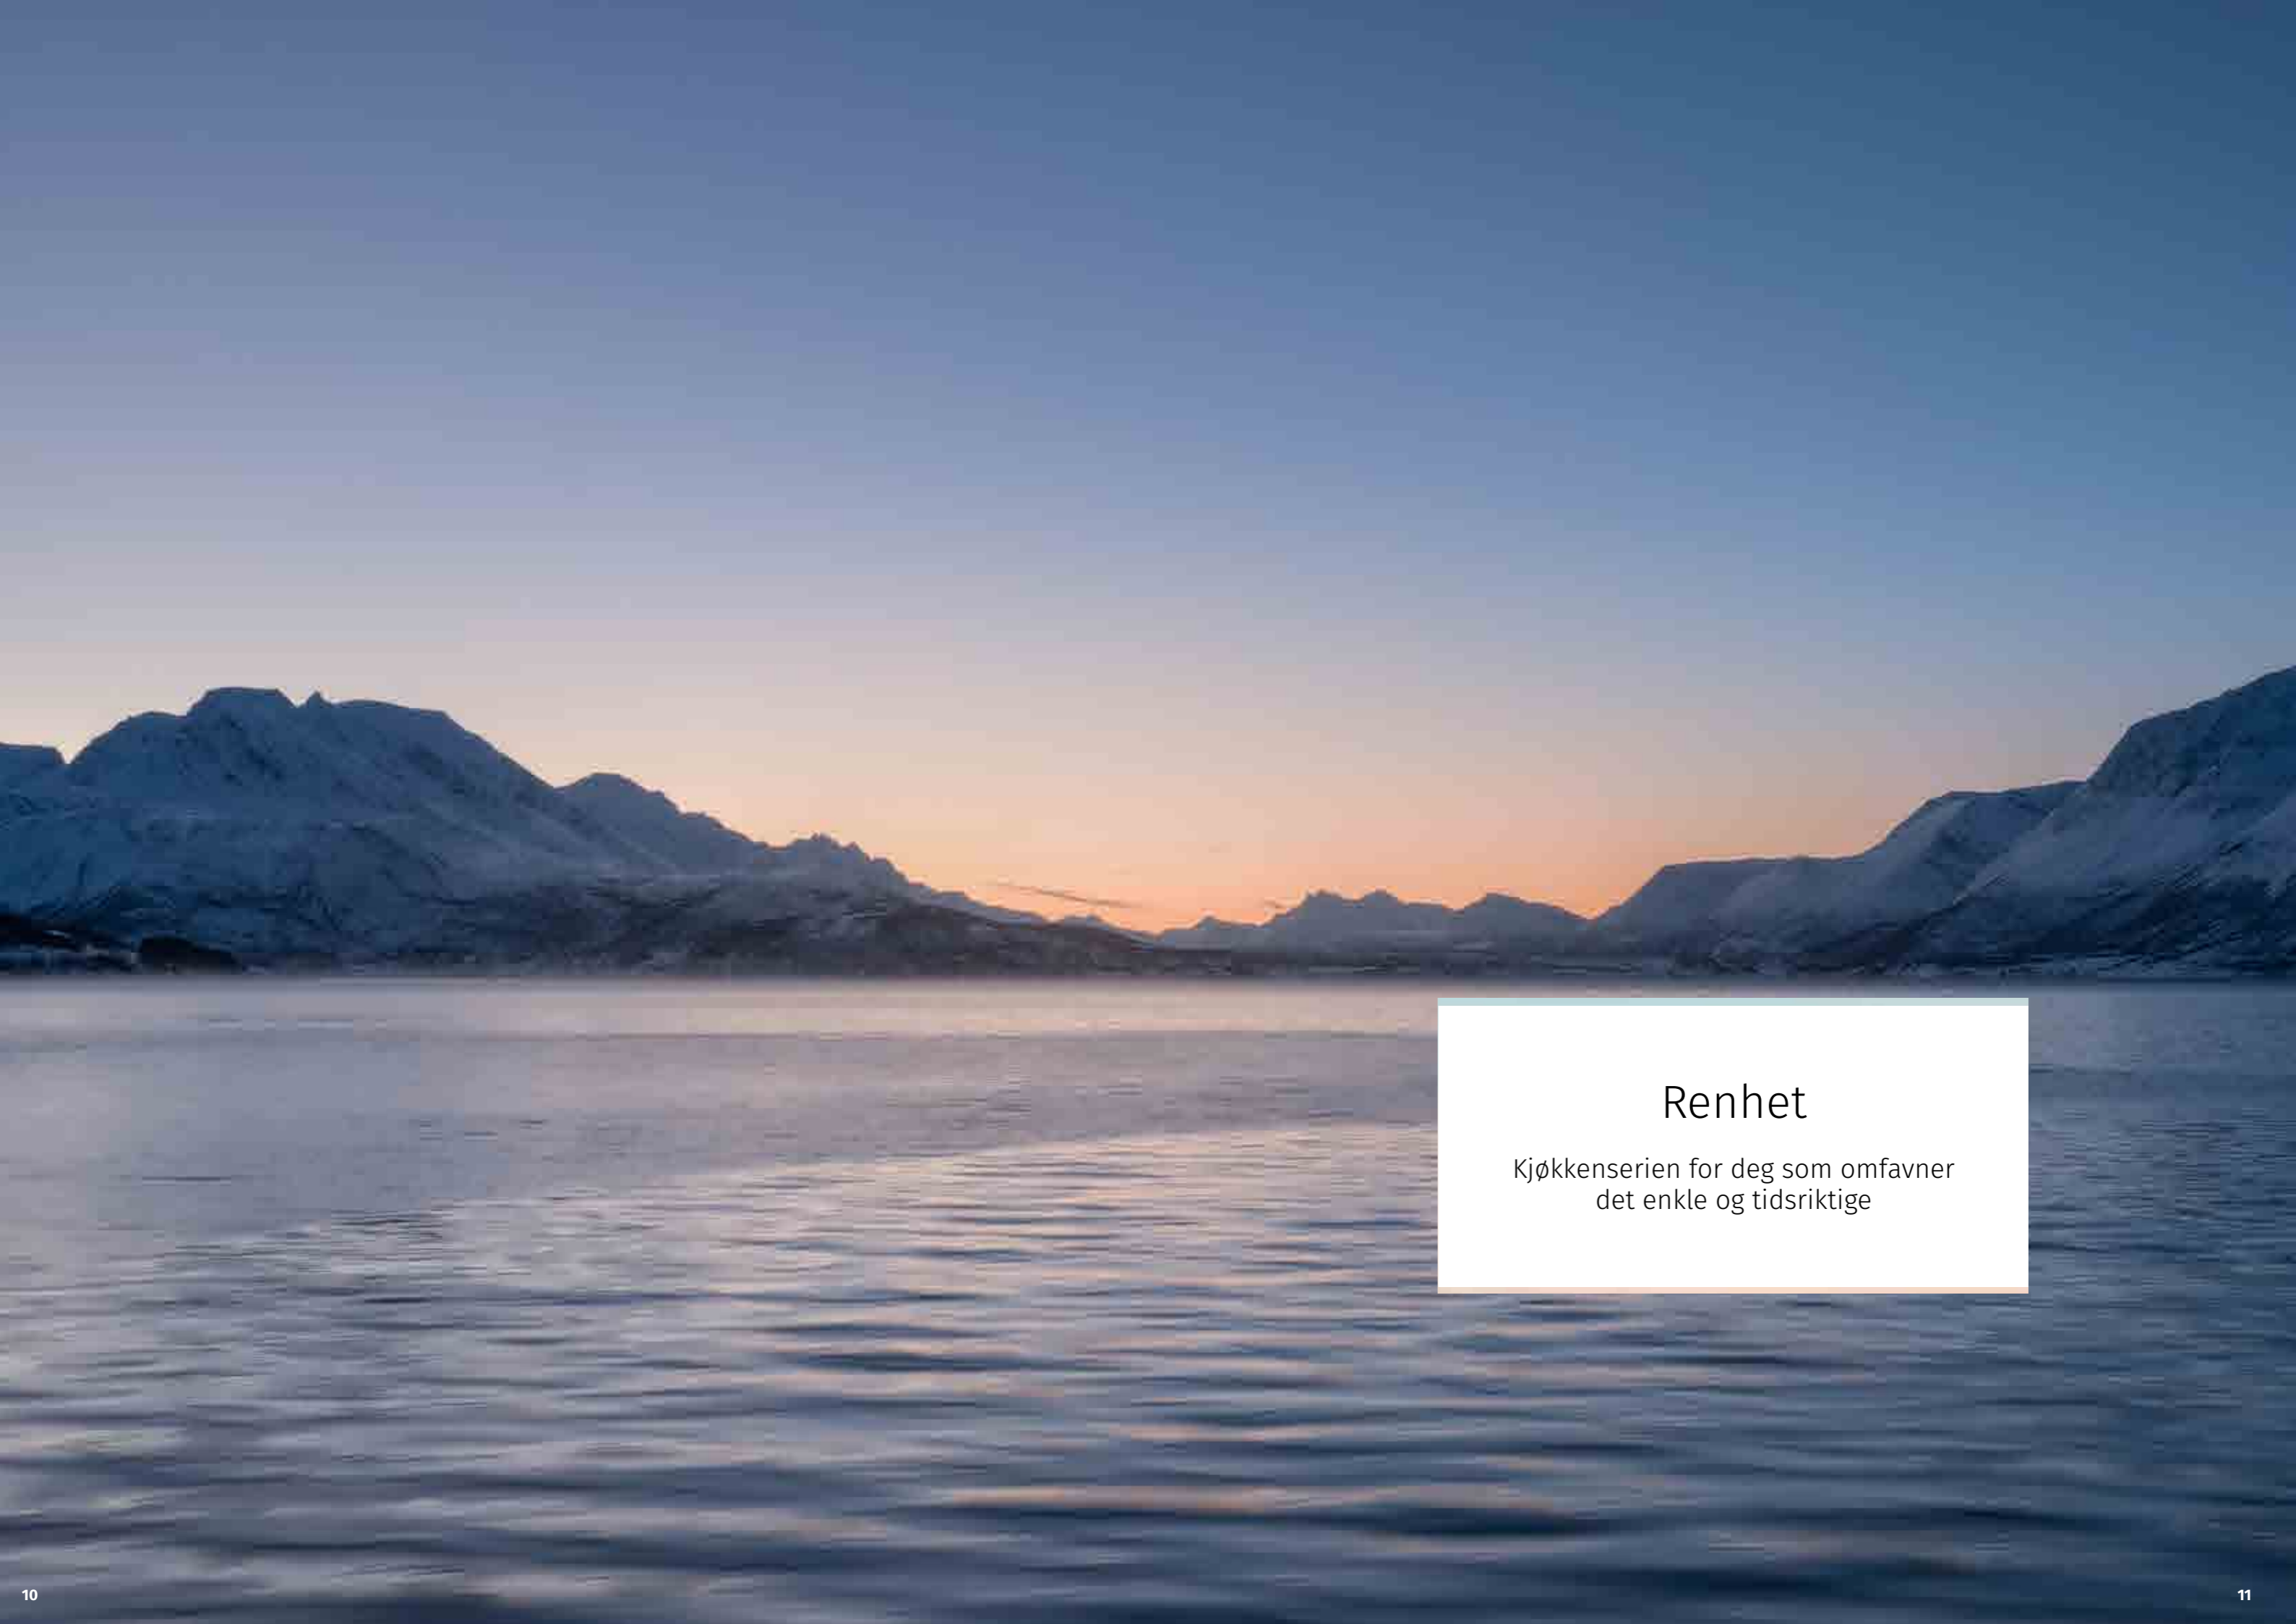 Renhet
Kjøkkenserien for deg som omfavner
det enkle og tidsriktige
10
11